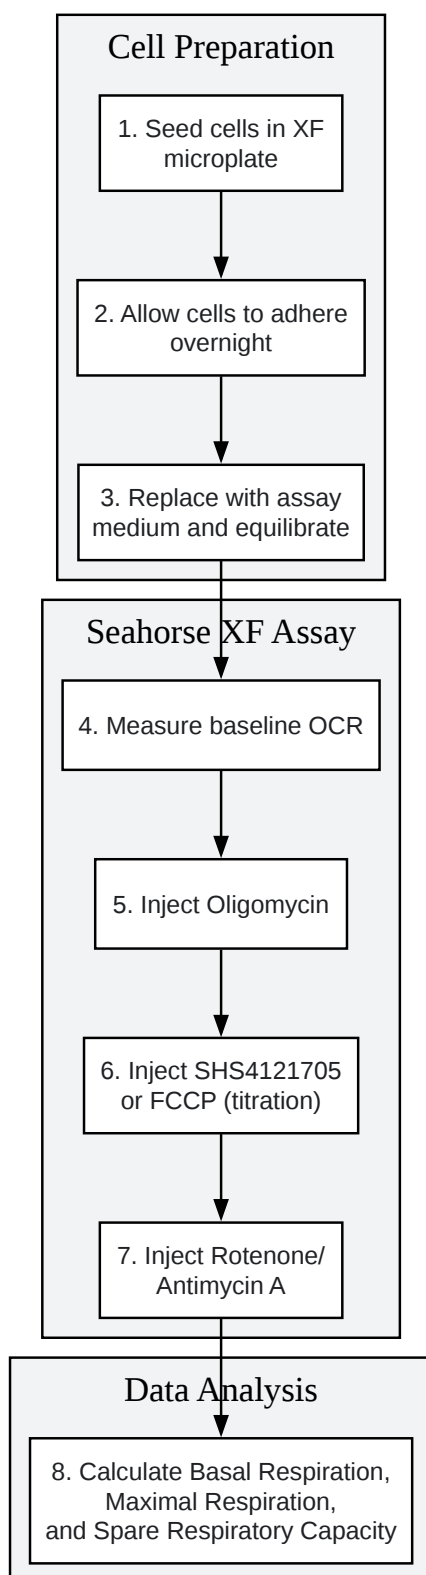 Cell Preparation
1. Seed cells in XF
microplate
2. Allow cells to adhere
overnight
3. Replace with assay
medium and equilibrate
Seahorse XF Assay
4. Measure baseline OCR
5. Inject Oligomycin
6. Inject SHS4121705
or FCCP (titration)
7. Inject Rotenone/
Antimycin A
Data Analysis
8. Calculate Basal Respiration,
Maximal Respiration,
and Spare Respiratory Capacity